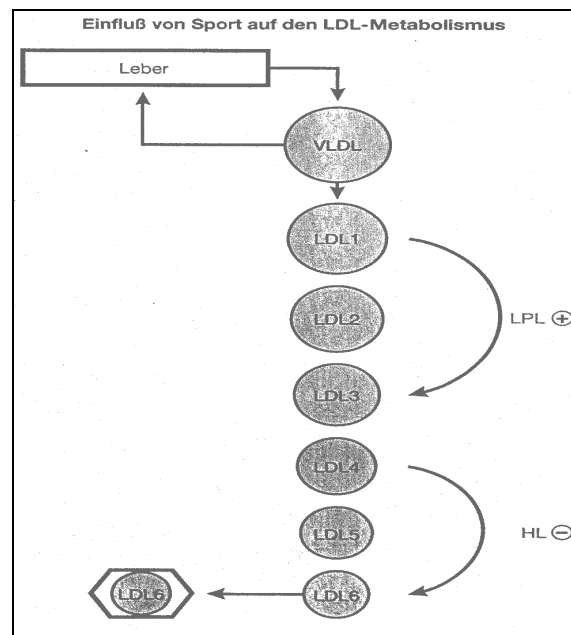 Einfluß von Sport auf den LDL-Metabolismus
Leber
VLDL
LDL1
LDL2
LPL ⊕
LDL3
LDL4
LDL5
HL ⊖
LDL6
LDL6